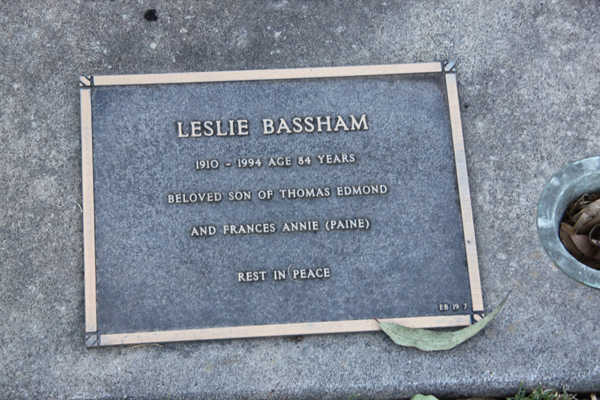 LESLIE BASSHAM
1910 - 1994 AGE 84 YEARS
BELOVED SON OF THOMAS EDMOND
AND FRANCES ANNIE (PAINE)
REST IN PEACE
EB 19 7